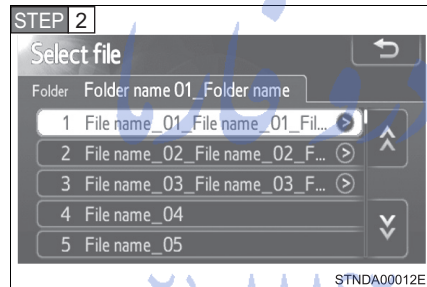 STEP 2
Select file
Folder Folder name 01_Folder name
1 File name_01_File name_01_Fil...
2 File name_02_File name_02_F...
3 File name_03_File name_03_F...
4 File name_04
5 File name_05
STNDA00012E